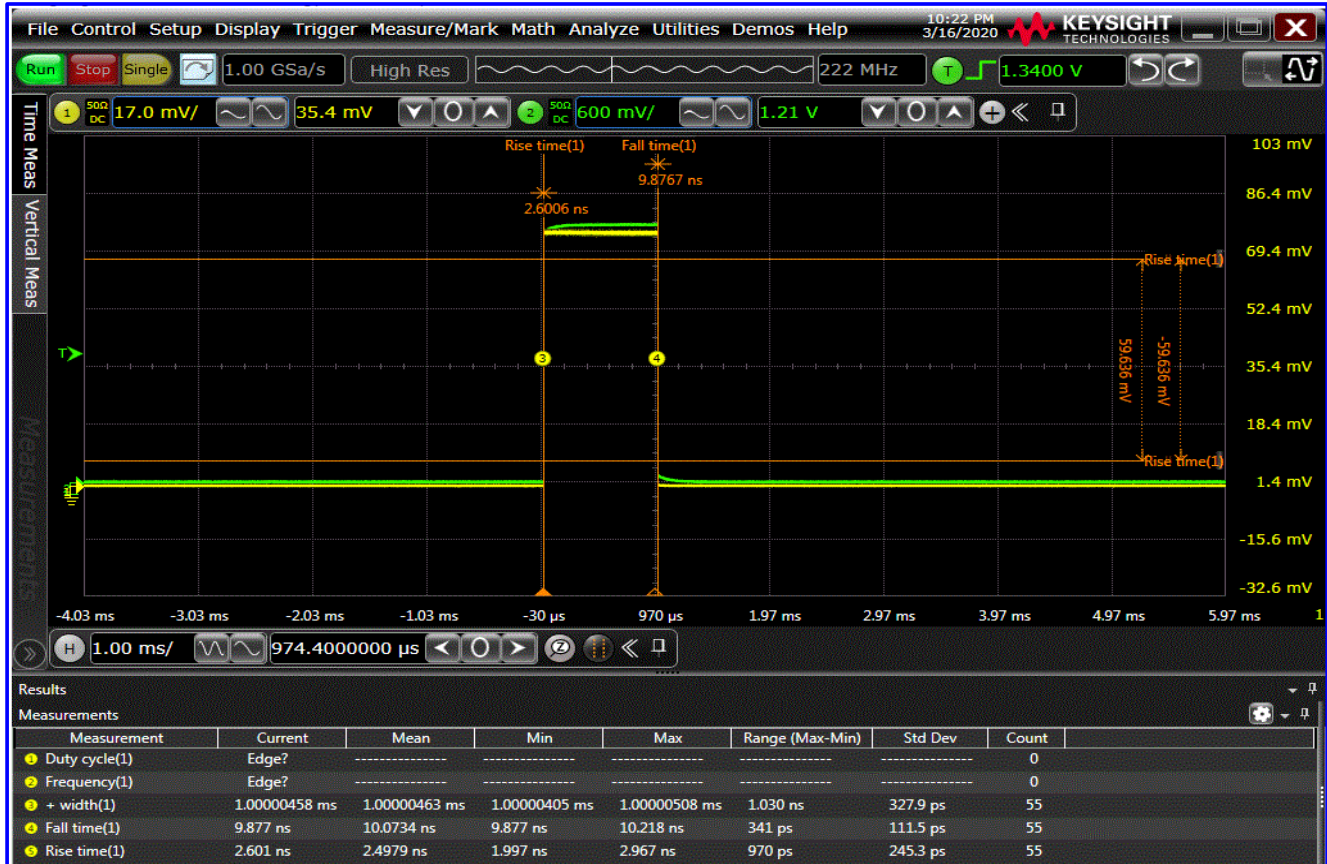 File Control Setup Display Trigger Measure/Mark Math Analyze Utilities Demos Help 10:22 PM 3/16/2020 KEYSIGHT TECHNOLOGIES X
Run Stop Single 1.00 GSa/s High Res 222 MHz T 1.3400 V
1 50Ω DC 17.0 mV/ 35.4 mV O 2 50Ω DC 600 mV/ 1.21 V O
Time Meas
Vertical Meas
Measurements
Rise time(1) Fall time(1)
103 mV
9.8767 ns
86.4 mV
2.6006 ns
69.4 mV
Rise time(1)
52.4 mV
T
3 4
59.636 mV
-59.636 mV
35.4 mV
18.4 mV
Rise time(1)
1.4 mV
-15.6 mV
-32.6 mV
-4.03 ms -3.03 ms -2.03 ms -1.03 ms -30 µs 970 µs 1.97 ms 2.97 ms 3.97 ms 4.97 ms 5.97 ms 1
H 1.00 ms/ 974.4000000 µs O Z
Results
Measurements
Measurement Current Mean Min Max Range (Max-Min) Std Dev Count
1 Duty cycle(1) Edge? --------------- --------------- --------------- --------------- --------------- 0
2 Frequency(1) Edge? --------------- --------------- --------------- --------------- --------------- 0
3 + width(1) 1.00000458 ms 1.00000463 ms 1.00000405 ms 1.00000508 ms 1.030 ns 327.9 ps 55
4 Fall time(1) 9.877 ns 10.0734 ns 9.877 ns 10.218 ns 341 ps 111.5 ps 55
5 Rise time(1) 2.601 ns 2.4979 ns 1.997 ns 2.967 ns 970 ps 245.3 ps 55